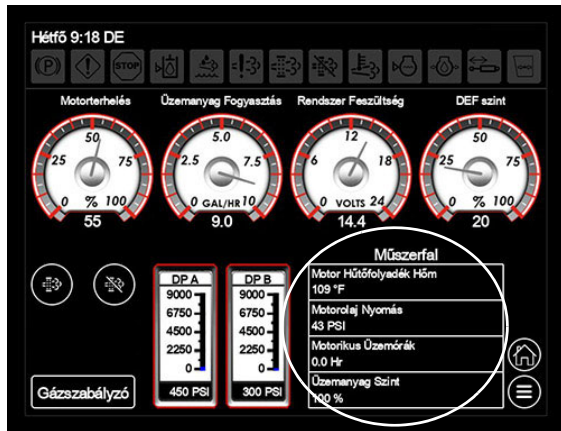 Hétfő 9:18 DE
(P)
STOP
Motorterhelés
Üzemanyag Fogyasztás
Rendszer Feszültség
DEF szint
50
25
75
0 % 100
55
5.0
2.5
7.5
0 GAL/HR 10
9.0
12
6
18
0 VOLTS 24
14.4
50
25
75
0 % 100
20
DP A
9000
6750
4500
2250
0
450 PSI
DP B
9000
6750
4500
2250
0
300 PSI
Műszerfal
Motor Hűtőfolyadék Hőm
109 °F
Motorolaj Nyomás
43 PSI
Motorikus Üzemórák
0.0 Hr
Üzemanyag Szint
100 %
Gázszabályzó